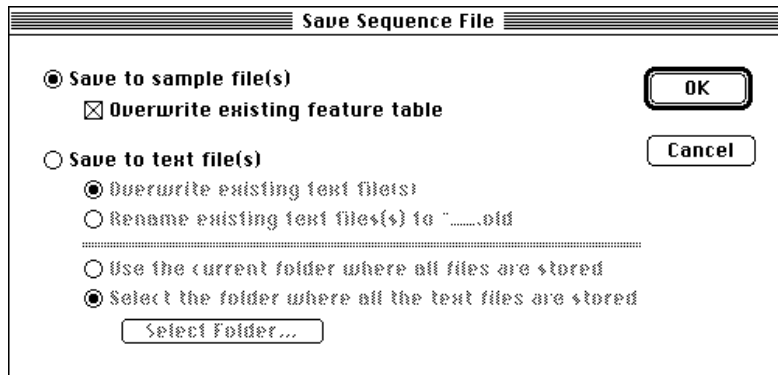 Save Sequence File
Save to sample file(s)
OK
Overwrite existing feature table
Cancel
Save to text file(s)
Overwrite existing text file(s)
Rename existing text files(s) to "........old
Use the current folder where all files are stored
Select the folder where all the text files are stored
Select Folder...